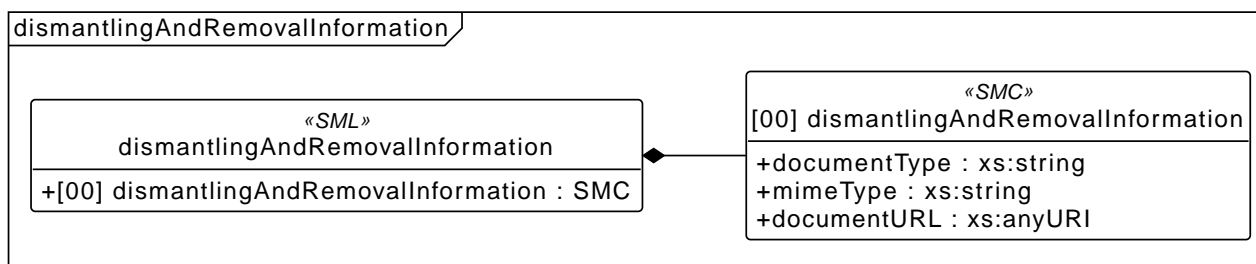 dismantlingAndRemovalInformation
«SML»
dismantlingAndRemovalInformation
+[00] dismantlingAndRemovalInformation : SMC
«SMC»
[00] dismantlingAndRemovalInformation
+documentType : xs:string
+mimeType : xs:string
+documentURL : xs:anyURI